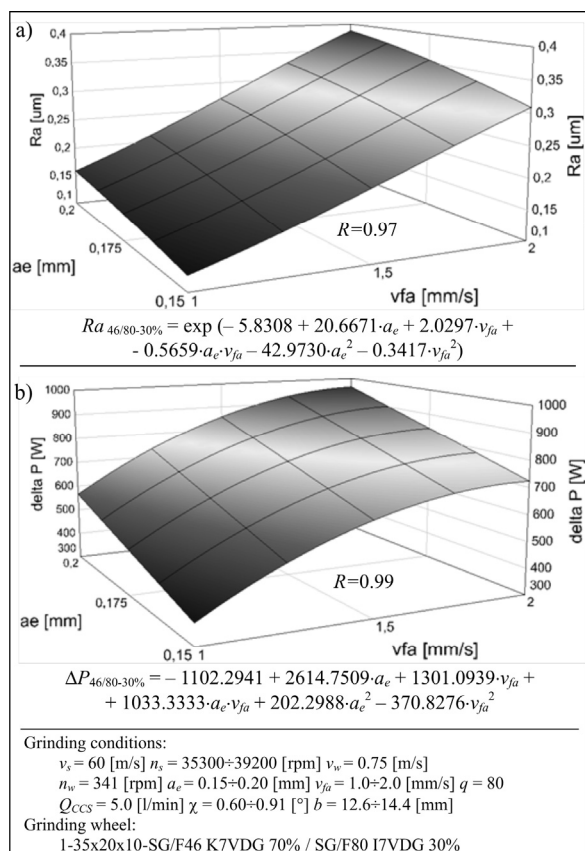 a)
0,4
0,35
0,3
0,25
0,2
0,15
0,1
Ra [um]
0,2
0,175
0,15
ae [mm]
1
1,5
2
vfa [mm/s]
0,4
0,35
0,3
0,25
0,2
0,15
0,1
Ra [um]
R=0.97
Ra 46/80-30% = exp (– 5.8308 + 20.6671·ae + 2.0297·vfa +
- 0.5659·ae·vfa – 42.9730·ae² – 0.3417·vfa²)
b)
1000
900
800
700
600
500
400
300
delta P [W]
0,2
0,175
0,15
ae [mm]
1
1,5
2
vfa [mm/s]
1000
900
800
700
600
500
400
300
delta P [W]
R=0.99
ΔP46/80-30% = – 1102.2941 + 2614.7509·ae + 1301.0939·vfa +
+ 1033.3333·ae·vfa + 202.2988·ae² – 370.8276·vfa²
Grinding conditions:
vs = 60 [m/s] ns = 35300÷39200 [rpm] vw = 0.75 [m/s]
nw = 341 [rpm] ae = 0.15÷0.20 [mm] vfa = 1.0÷2.0 [mm/s] q = 80
QCCS = 5.0 [l/min] χ = 0.60÷0.91 [°] b = 12.6÷14.4 [mm]
Grinding wheel:
1-35x20x10-SG/F46 K7VDG 70% / SG/F80 I7VDG 30%